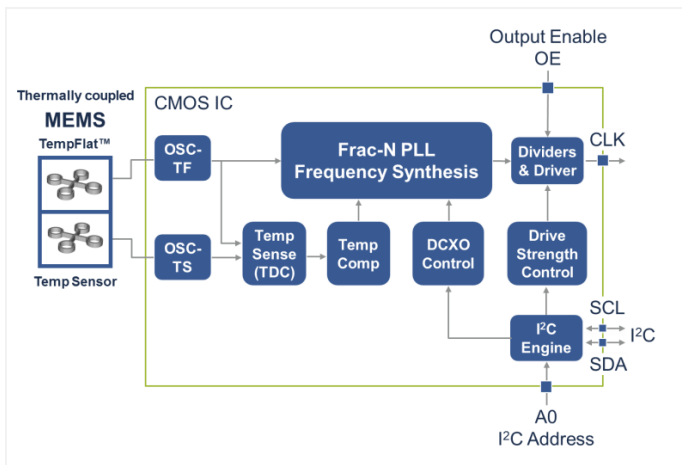 Output Enable
OE
Thermally coupled
MEMS
TempFlat™
CMOS IC
OSC-
TF
Frac-N PLL
Frequency Synthesis
Dividers
& Driver
CLK
OSC-
TS
Temp
Sense
(TDC)
Temp
Comp
DCXO
Control
Drive
Strength
Control
Temp Sensor
I²C
Engine
SCL
I²C
SDA
A0
I²C Address